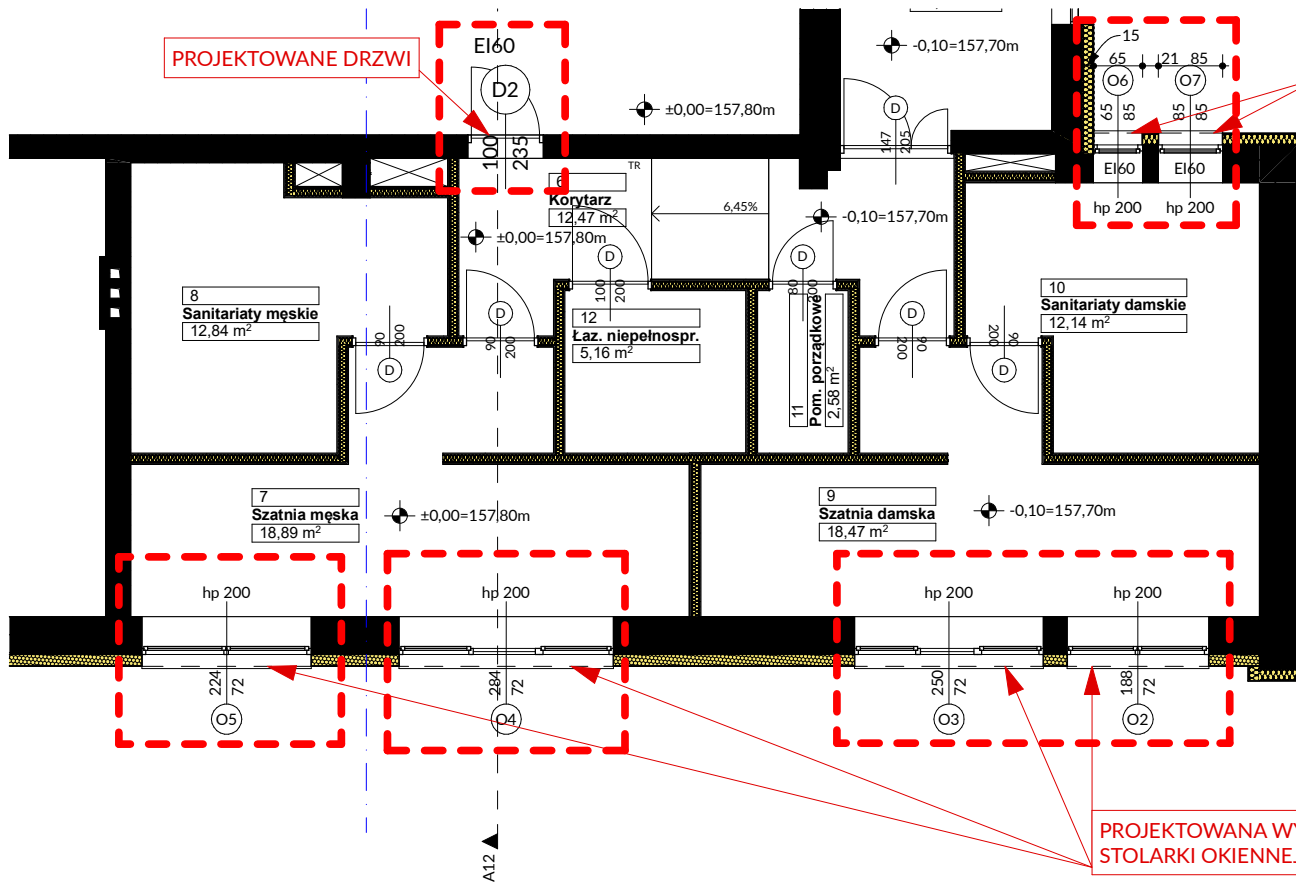 PROJEKTOWANE DRZWI
EI60
D2
100
235
±0,00=157,80m
-0,10=157,70m
D
147
205
15
65
21
85
O6
O7
65
85
85
85
EI60
EI60
hp 200
hp 200
TR
6
Korytarz
12,47 m²
6,45%
±0,00=157,80m
-0,10=157,70m
D
100
200
D
80
200
8
Sanitariaty męskie
12,84 m²
D
90
200
D
90
200
12
Łaz. niepełnospr.
5,16 m²
11
Pom. porządkowe
2,58 m²
D
200
90
D
200
90
10
Sanitariaty damskie
12,14 m²
7
Szatnia męska
18,89 m²
±0,00=157,80m
9
Szatnia damska
18,47 m²
-0,10=157,70m
hp 200
hp 200
hp 200
hp 200
224
72
O5
284
72
O4
250
72
O3
188
72
O2
A12
PROJEKTOWANA WY
STOLARKI OKIENNEJ